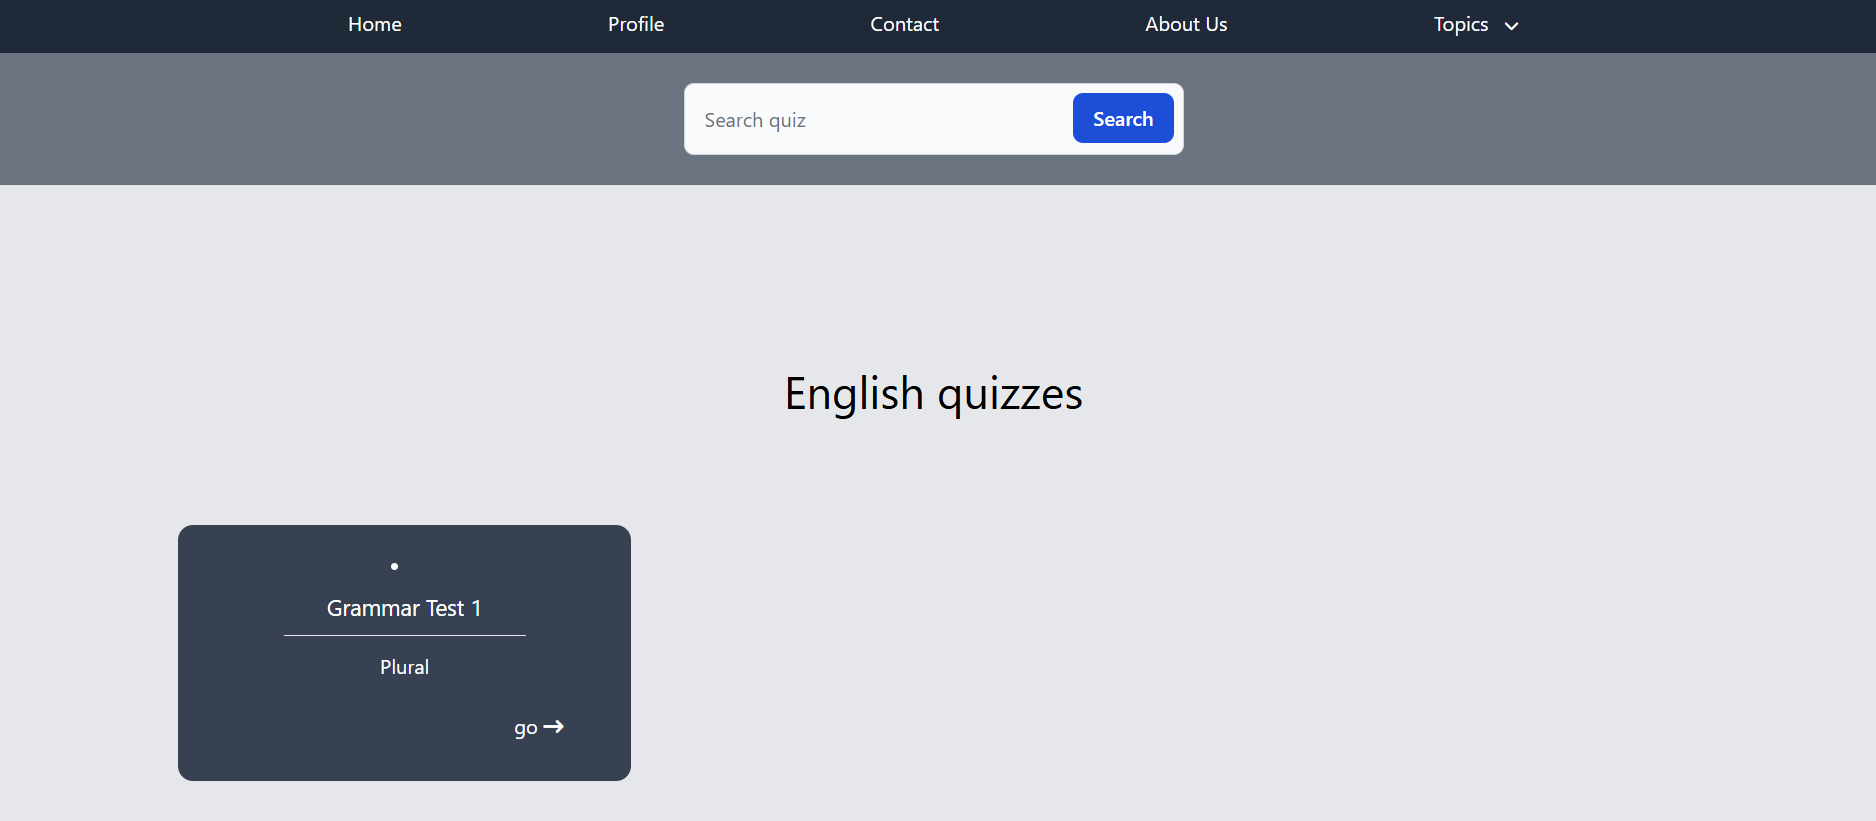 Home Profile Contact About Us Topics
Search quiz Search
English quizzes
Grammar Test 1
Plural
go